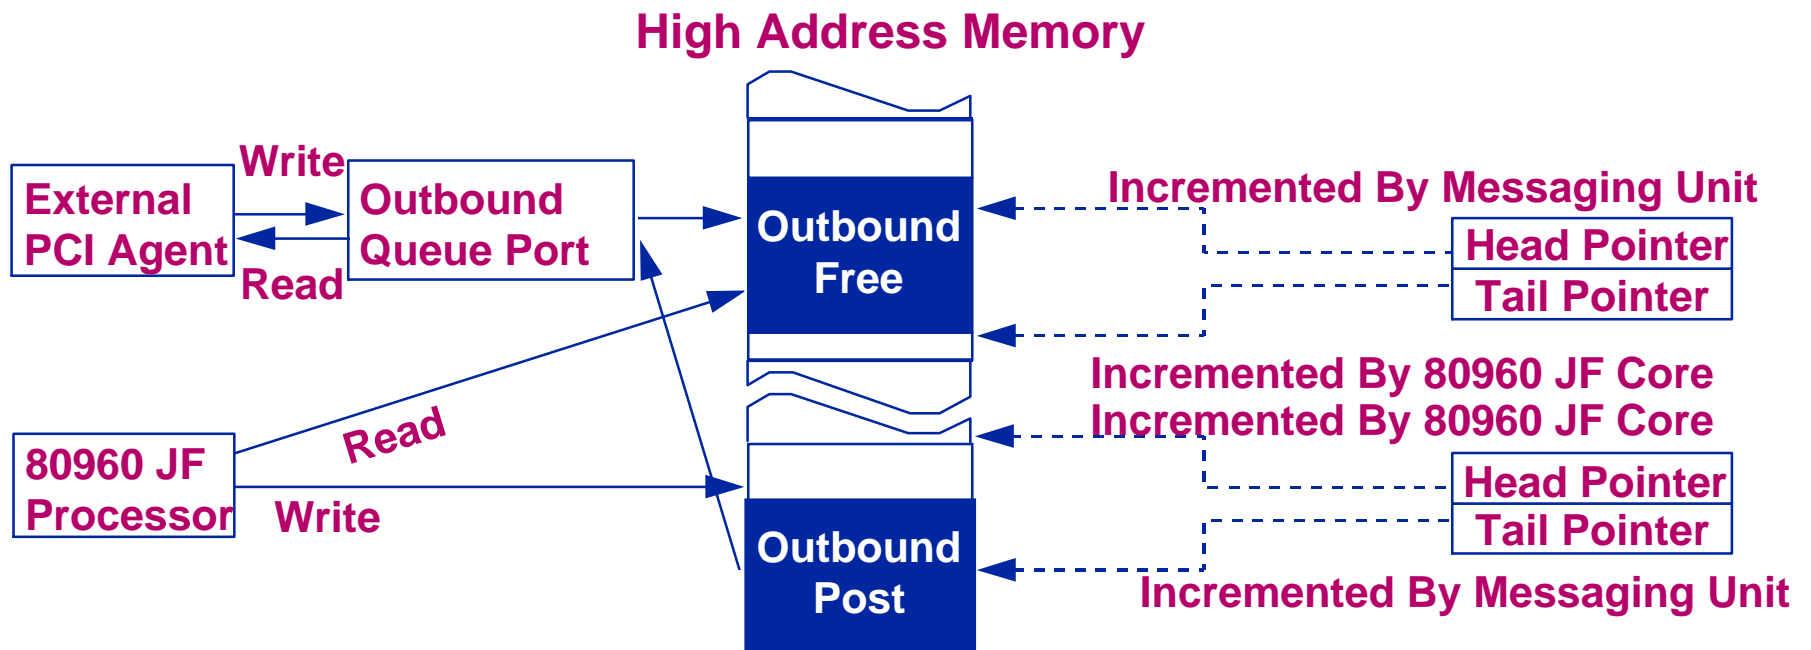 High Address Memory
Write
External
PCI Agent
Read
Outbound
Queue Port
Outbound
Free
Incremented By Messaging Unit
Head Pointer
Tail Pointer
Incremented By 80960 JF Core
Incremented By 80960 JF Core
80960 JF
Processor
Read
Write
Outbound
Post
Head Pointer
Tail Pointer
Incremented By Messaging Unit